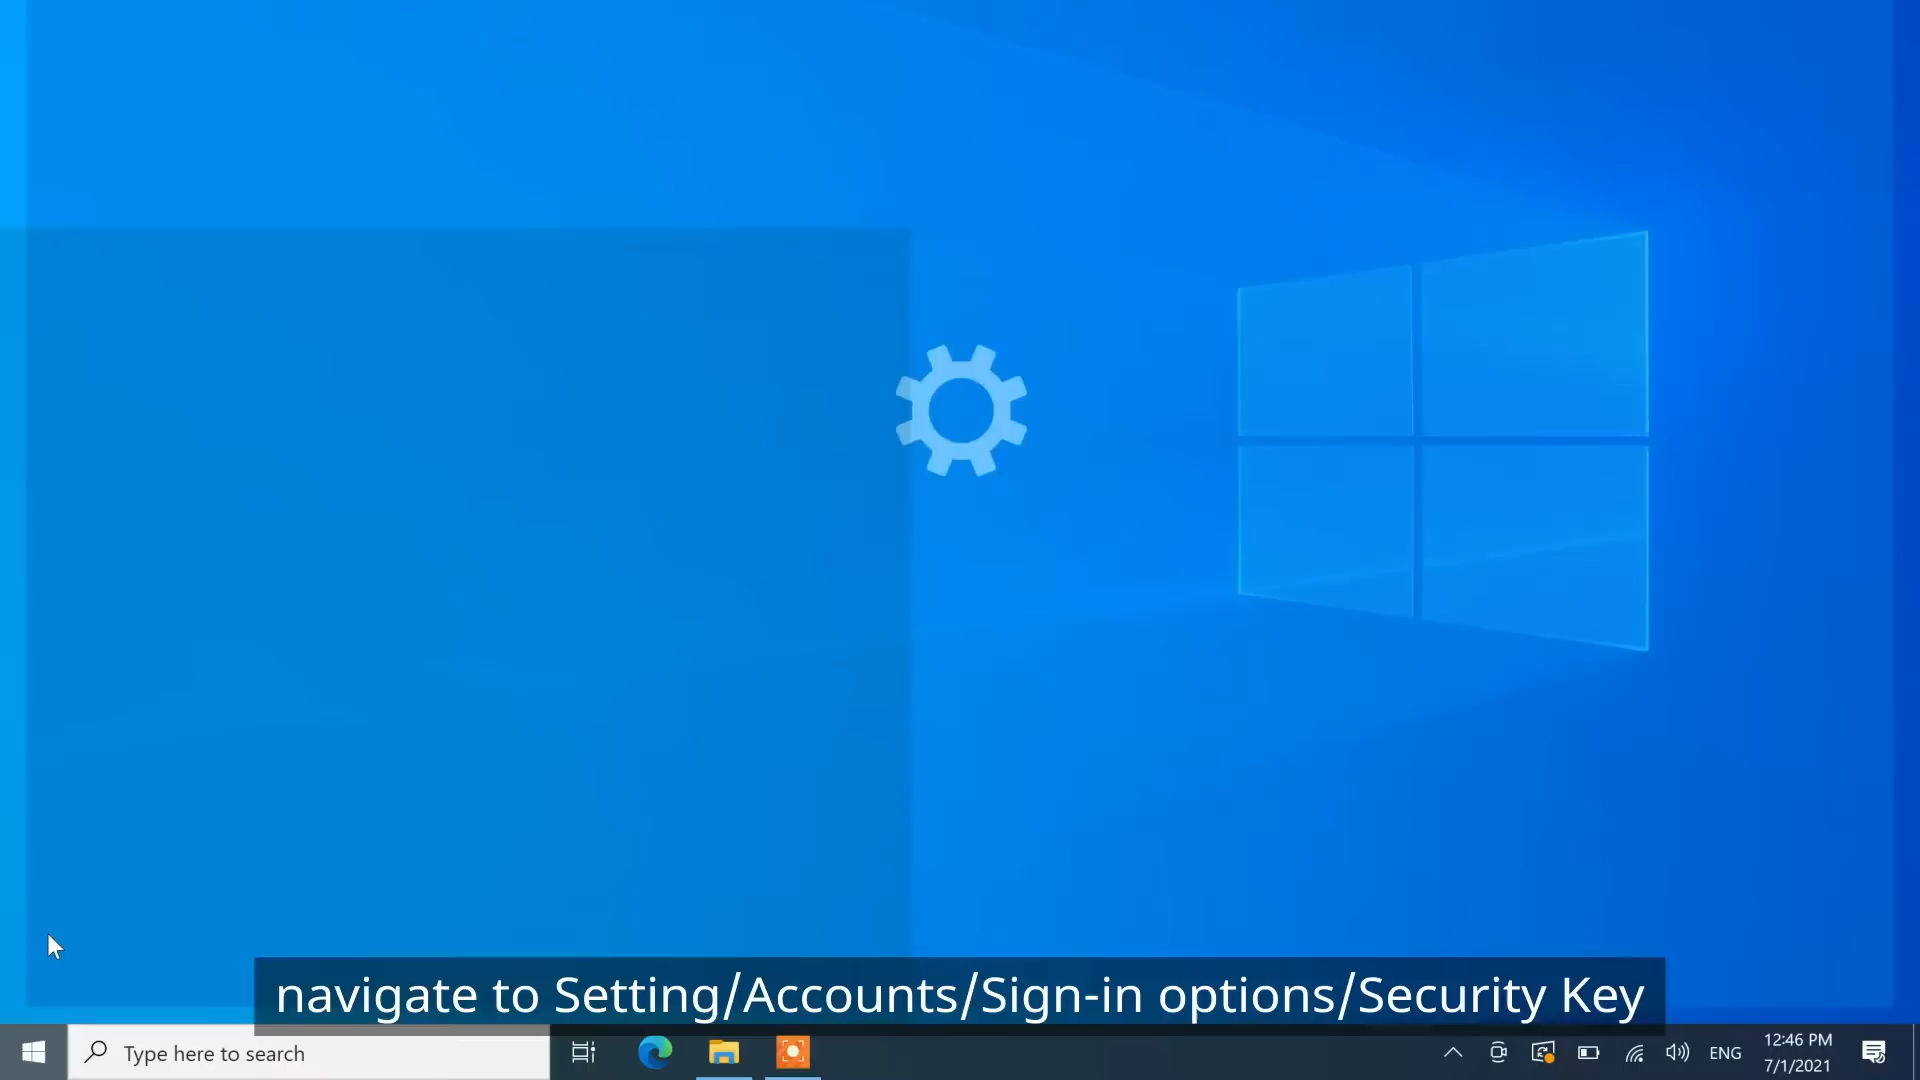 navigate to Setting/Accounts/Sign-in options/Security Key
Type here to search
ENG
12:46 PM
7/1/2021